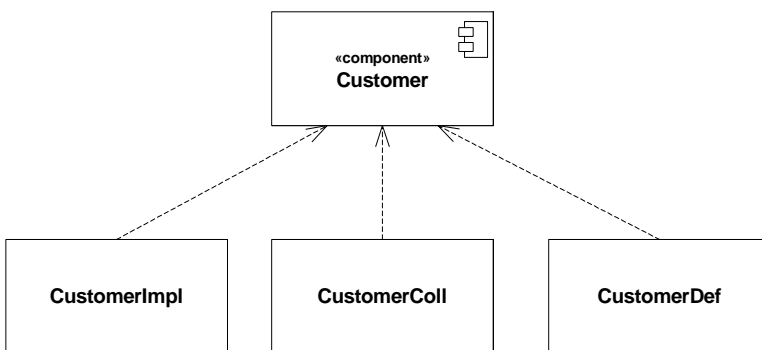 «component»
Customer
CustomerImpl
CustomerColl
CustomerDef